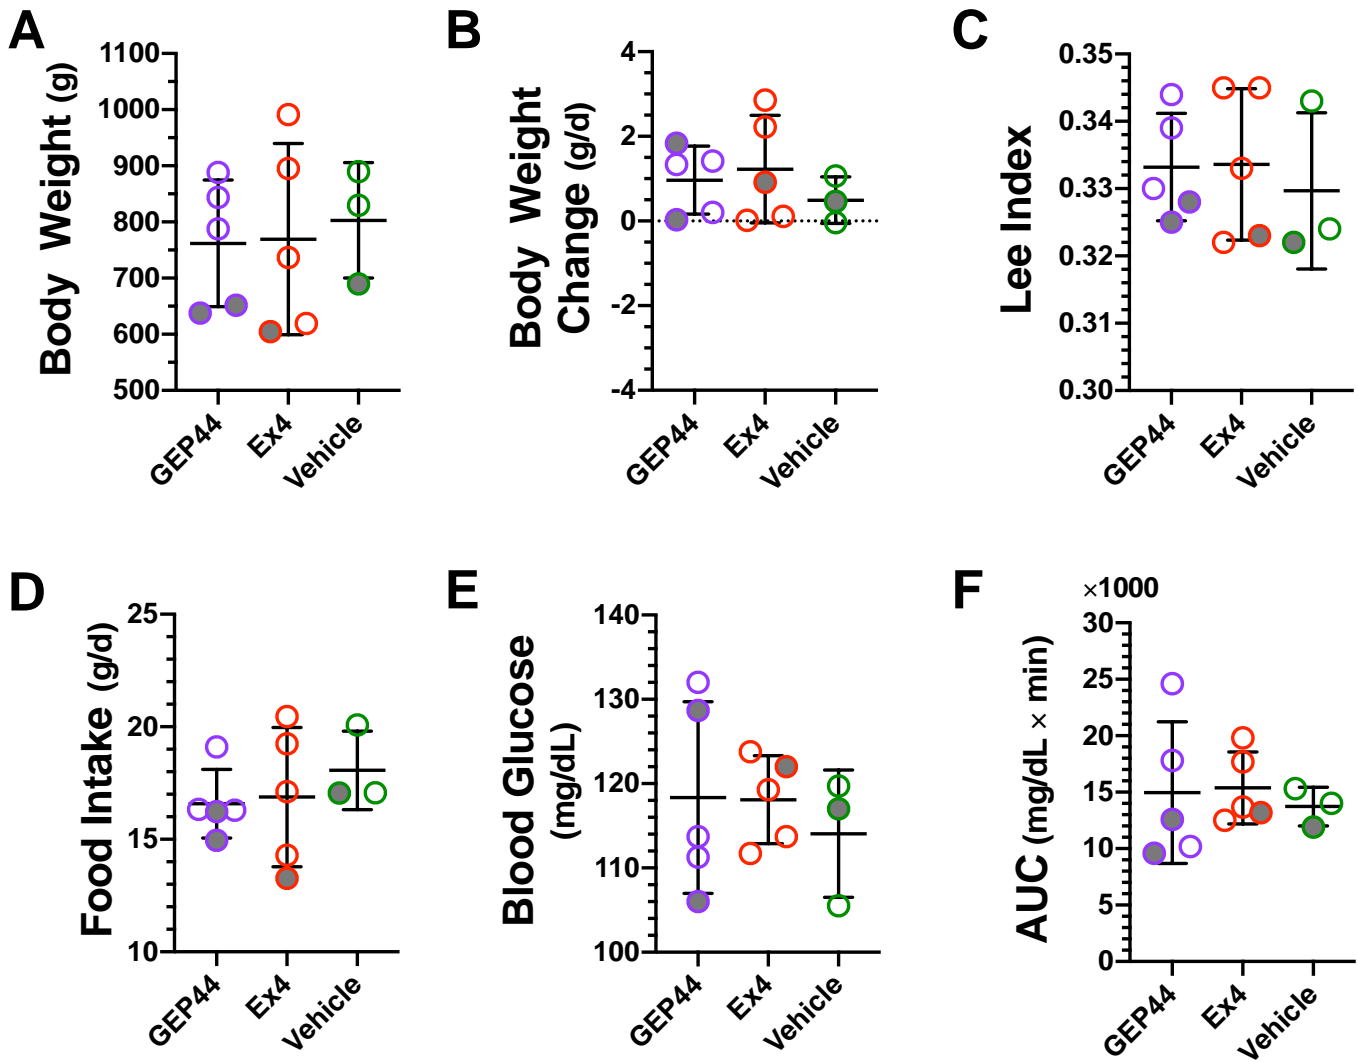 A
Body Weight (g)
1100
1000
900
800
700
600
500
GEP44
Ex4
Vehicle
B
Body Weight
Change (g/d)
4
2
0
-2
-4
GEP44
Ex4
Vehicle
C
Lee Index
0.35
0.34
0.33
0.32
0.31
0.30
GEP44
Ex4
Vehicle
D
Food Intake (g/d)
25
20
15
10
GEP44
Ex4
Vehicle
E
Blood Glucose
(mg/dL)
140
130
120
110
100
GEP44
Ex4
Vehicle
F
×1000
AUC (mg/dL × min)
30
25
20
15
10
5
0
GEP44
Ex4
Vehicle